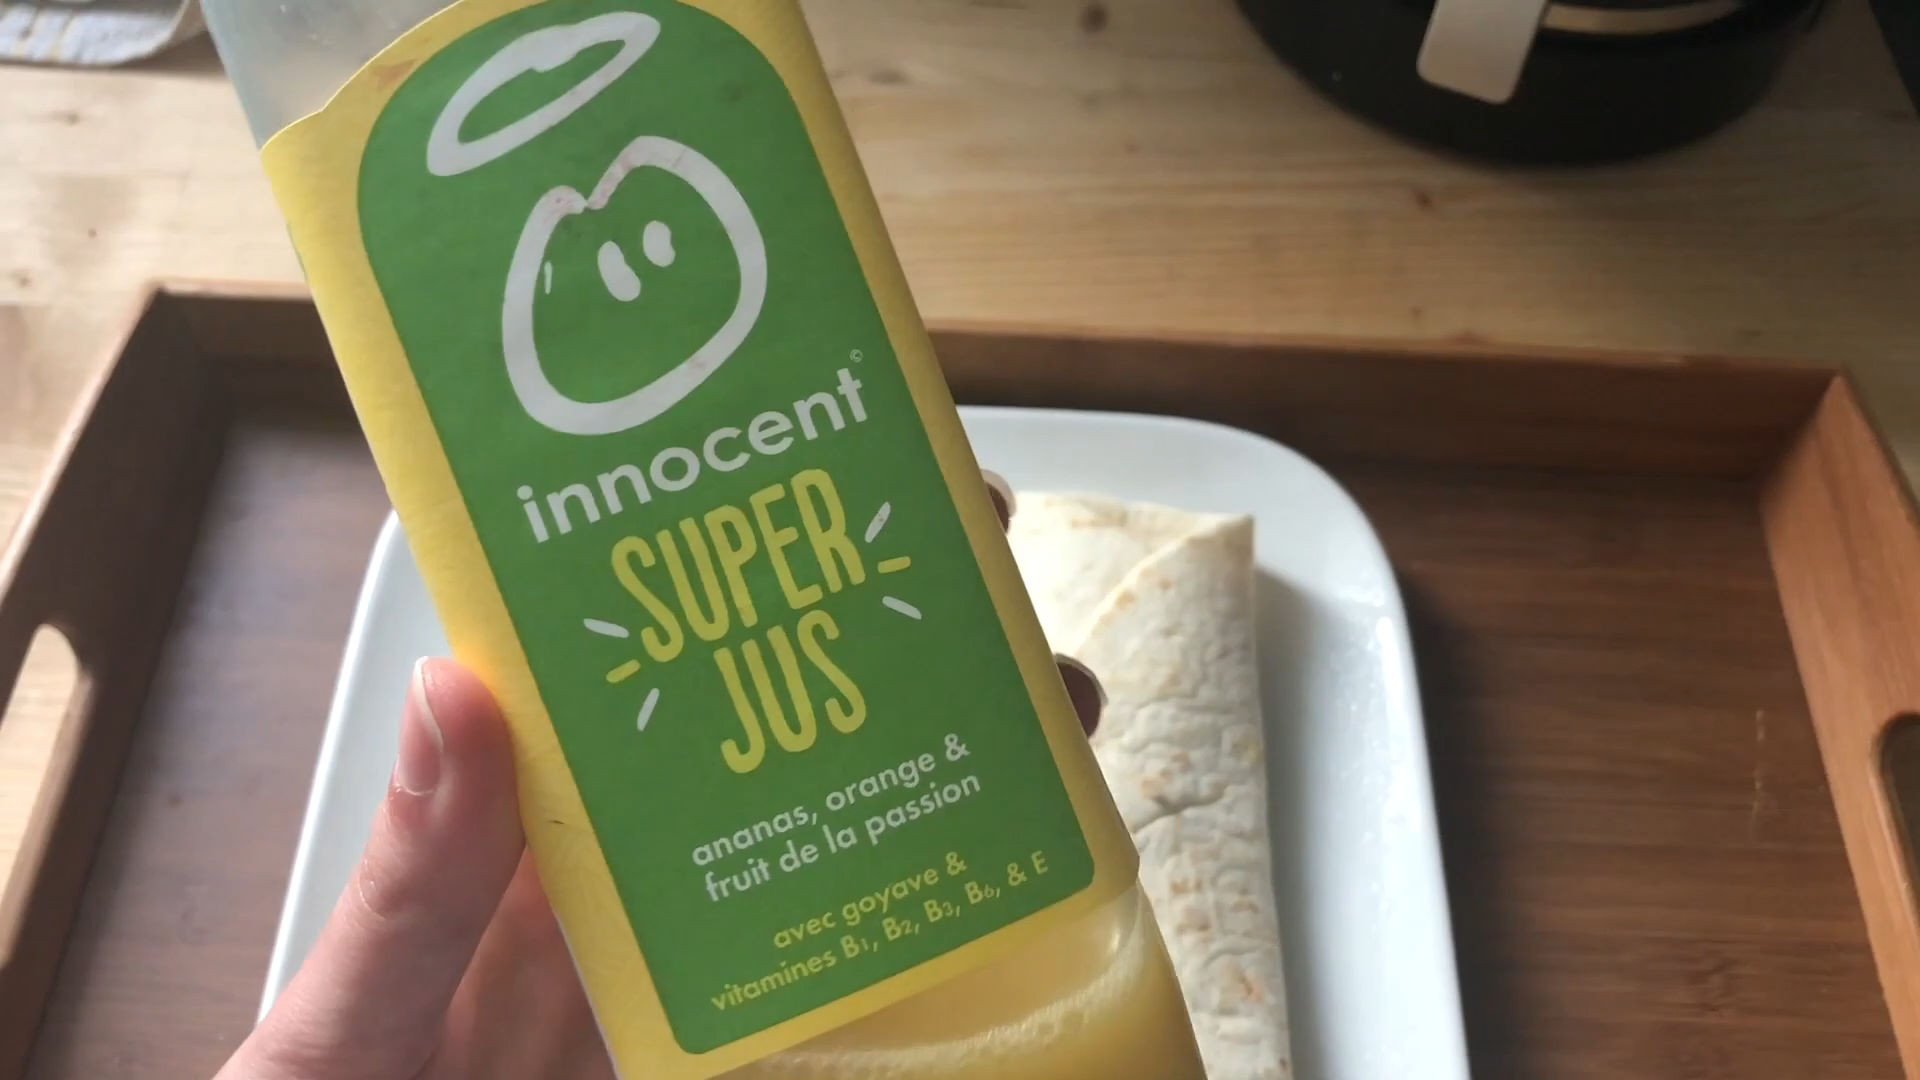 innocent©
SUPER
JUS
ananas, orange &
fruit de la passion
avec goyave &
vitamines B1, B2, B3, B6, & E